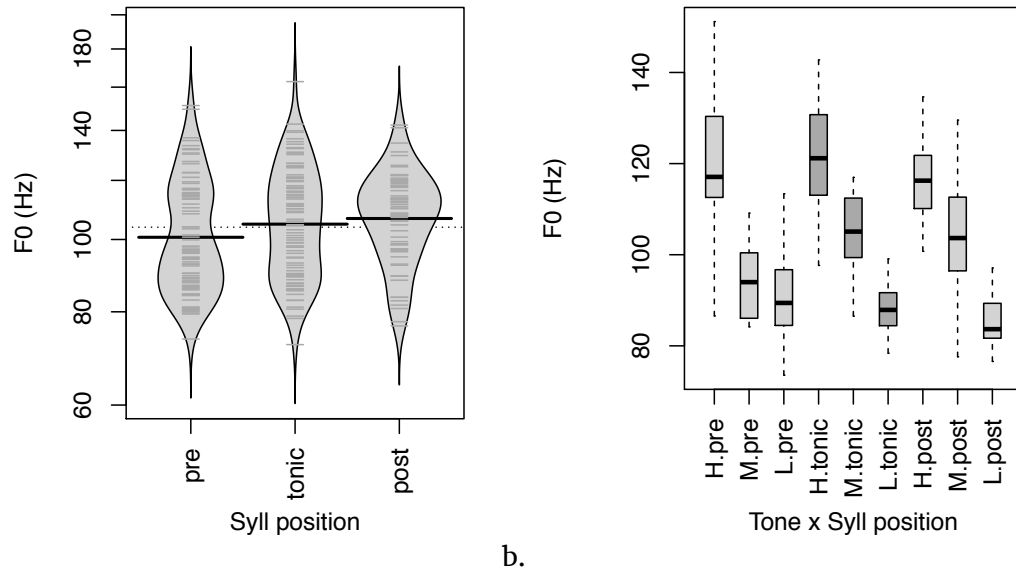 60 80 100 120 140 180
F0 (Hz)
pre tonic post
Syll position
80 100 120 140
F0 (Hz)
H.pre M.pre L.pre H.tonic M.tonic L.tonic H.post M.post L.post
Tone x Syll position
b.